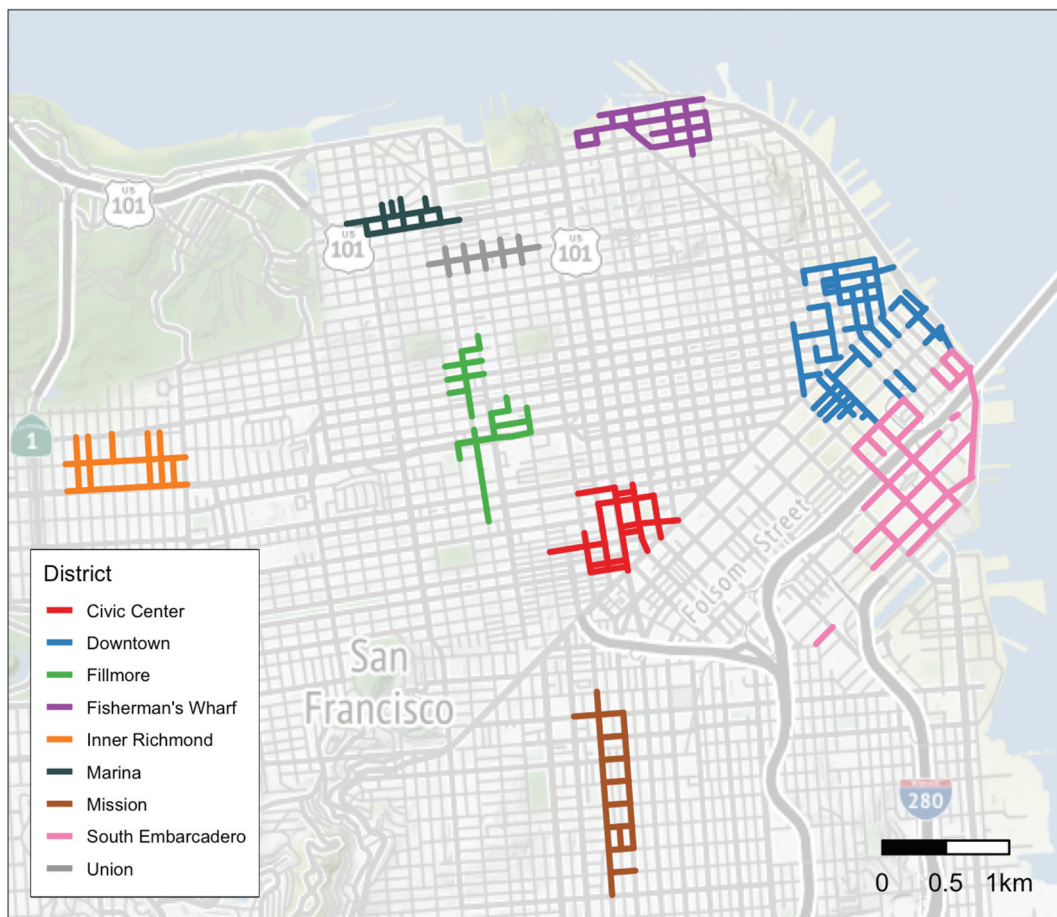 US
101
US
101
US
101
1
Folsom Street
San
Francisco
280
District
Civic Center
Downtown
Fillmore
Fisherman's Wharf
Inner Richmond
Marina
Mission
South Embarcadero
Union
0 0.5 1km